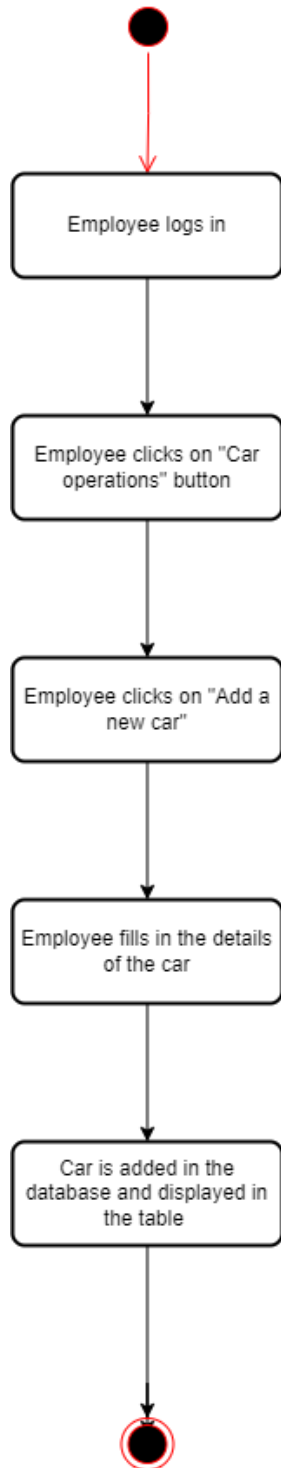 Employee logs in
Employee clicks on "Car
operations" button
Employee clicks on "Add a
new car"
Employee fills in the details
of the car
Car is added in the
database and displayed in
the table